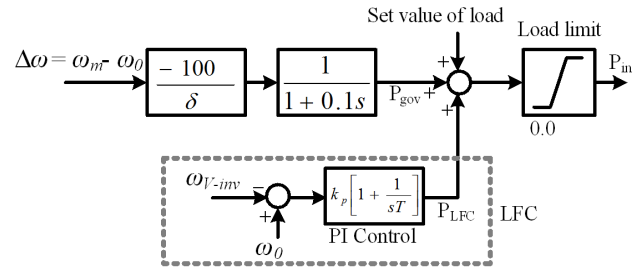 Set value of load
Load limit
Δω = ω_m - ω_0
- 100
δ
1
1 + 0.1s
P_gov
+
+
+
P_in
0.0
ω_V-inv
−
+
k_p [ 1 + 1/sT ]
P_LFC
LFC
PI Control
ω_0